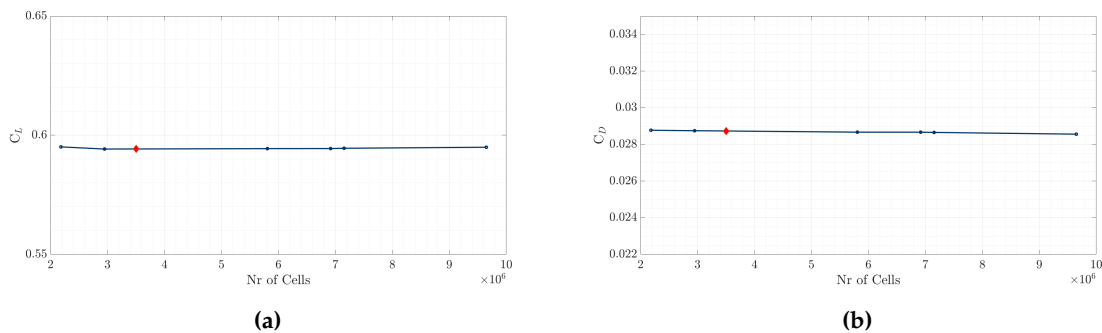 0.65
0.6
0.55
C_L
2 3 4 5 6 7 8 9 10
Nr of Cells ×10^6
(a)
0.034
0.032
0.03
0.028
0.026
0.024
0.022
C_D
2 3 4 5 6 7 8 9 10
Nr of Cells ×10^6
(b)